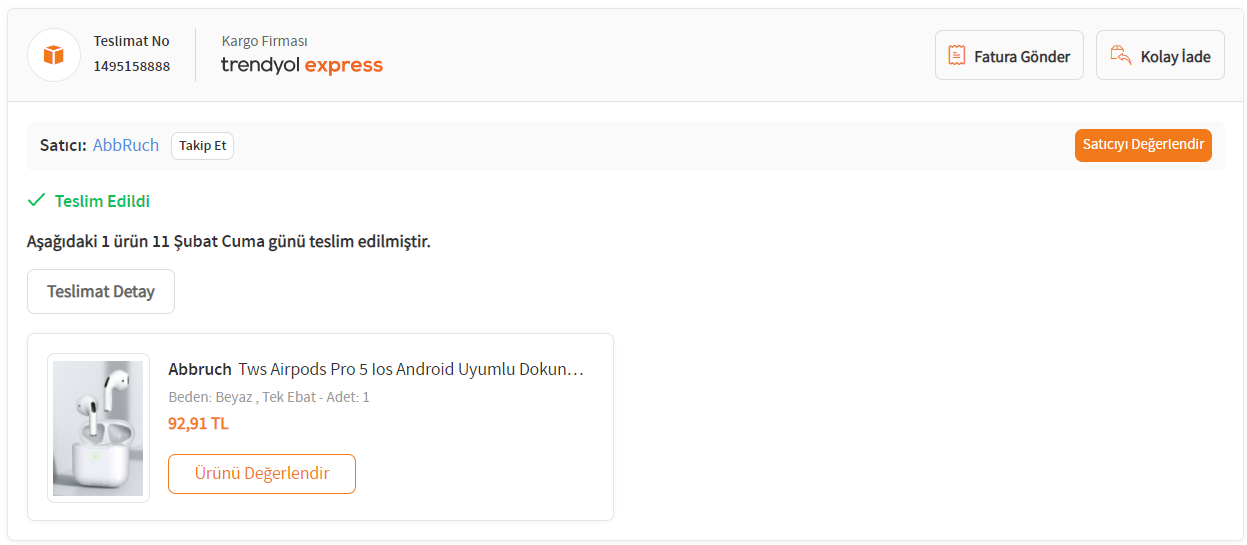 Teslimat No
1495158888
Kargo Firması
trendyol express
Fatura Gönder
Kolay İade
Satıcı: AbbRuch Takip Et
Satıcıyı Değerlendir
Teslim Edildi
Aşağıdaki 1 ürün 11 Şubat Cuma günü teslim edilmiştir.
Teslimat Detay
Abbruch Tws Airpods Pro 5 Ios Android Uyumlu Dokun...
Beden: Beyaz , Tek Ebat - Adet: 1
92,91 TL
Ürünü Değerlendir